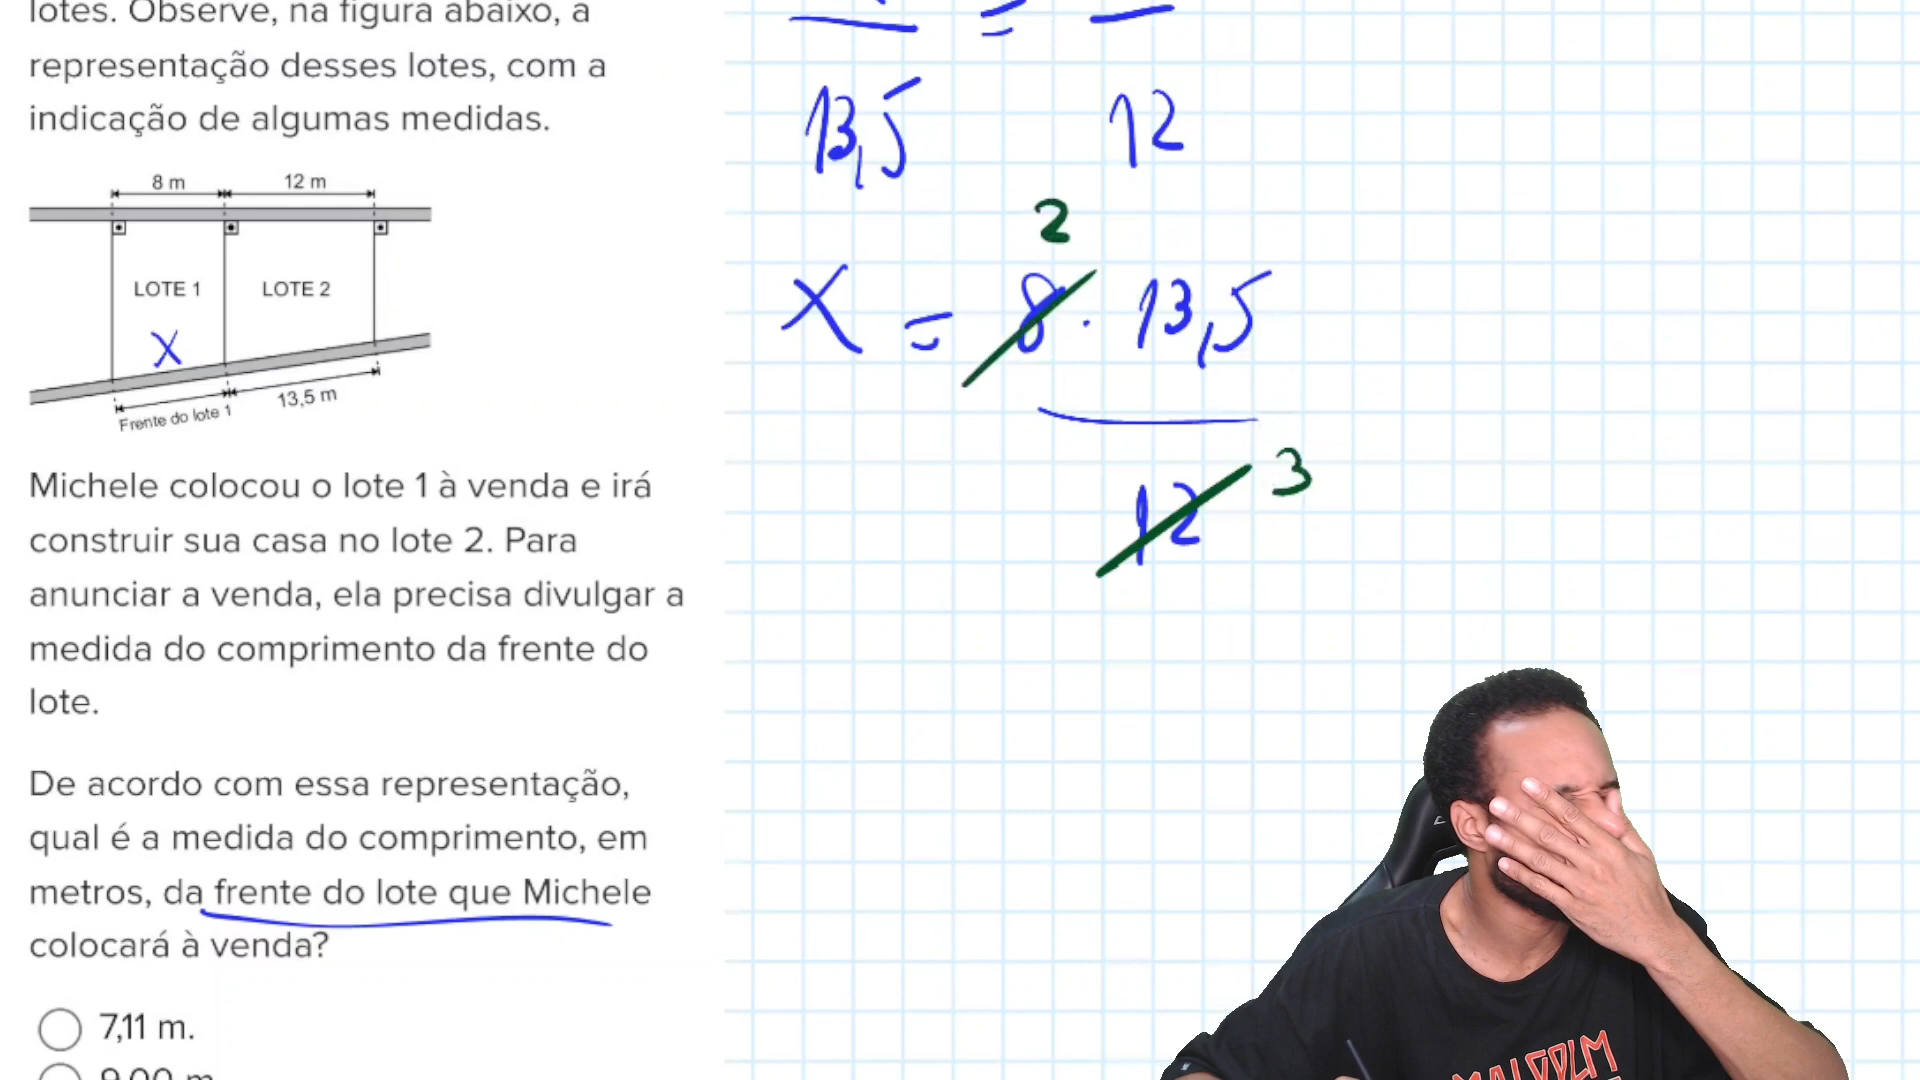 lotes. Observe, na figura abaixo, a
representação desses lotes, com a
indicação de algumas medidas.
8 m
12 m
LOTE 1
LOTE 2
X
Frente do lote 1
13,5 m
Michele colocou o lote 1 à venda e irá
construir sua casa no lote 2. Para
anunciar a venda, ela precisa divulgar a
medida do comprimento da frente do
lote.
De acordo com essa representação,
qual é a medida do comprimento, em
metros, da frente do lote que Michele
colocará à venda?
7,11 m.
9,00 m
=
13,5 12
2
X = 8 . 13,5
12 3
MALCOLM